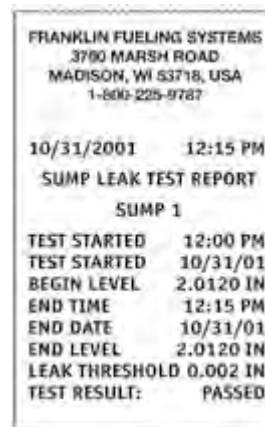 FRANKLIN FUELING SYSTEMS
3760 MARSH ROAD
MADISON, WI 53718, USA
1-800-225-9787
10/31/2001 12:15 PM
SUMP LEAK TEST REPORT
SUMP 1
TEST STARTED 12:00 PM
TEST STARTED 10/31/01
BEGIN LEVEL 2.0120 IN
END TIME 12:15 PM
END DATE 10/31/01
END LEVEL 2.0120 IN
LEAK THRESHOLD 0.002 IN
TEST RESULT: PASSED